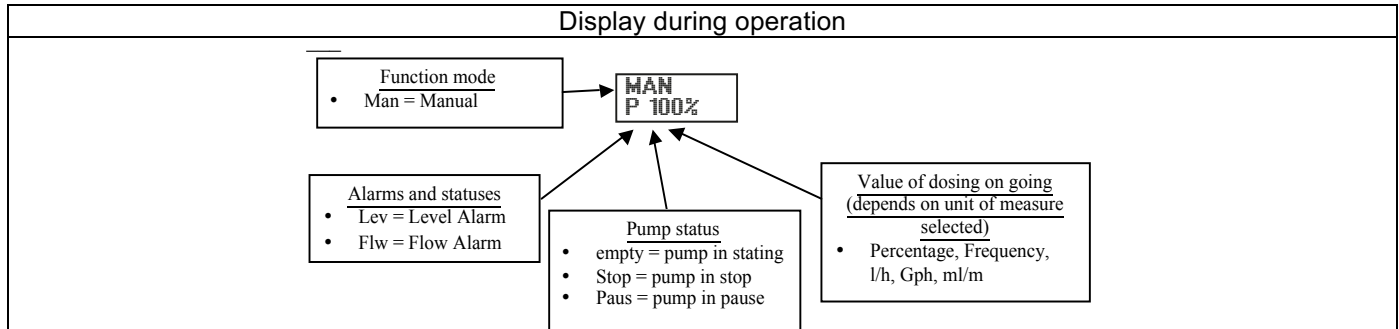 Display during operation
Function mode
• Man = Manual
MAN
P 100%
Alarms and statuses
• Lev = Level Alarm
• Flw = Flow Alarm
Pump status
• empty = pump in stating
• Stop = pump in stop
• Paus = pump in pause
Value of dosing on going
(depends on unit of measure
selected)
• Percentage, Frequency,
l/h, Gph, ml/m